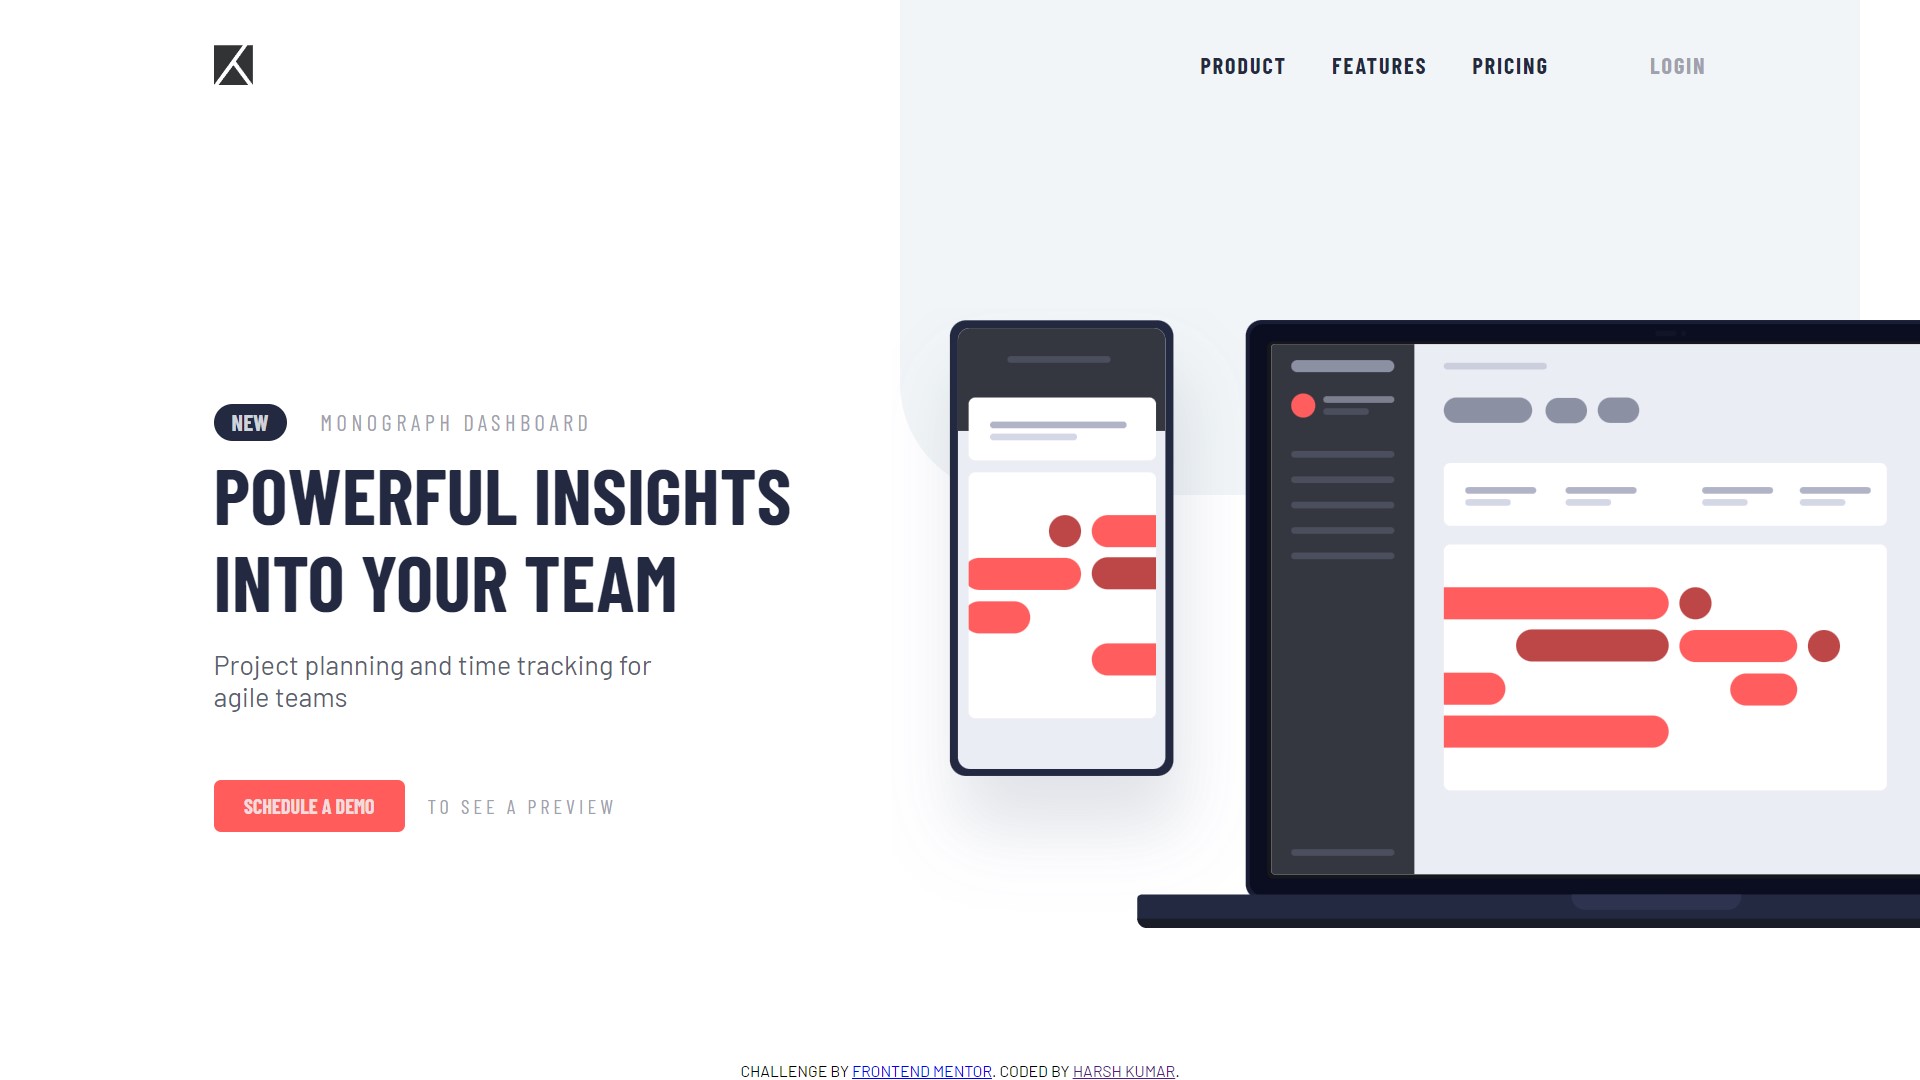 PRODUCT FEATURES PRICING LOGIN
NEW MONOGRAPH DASHBOARD
POWERFUL INSIGHTS
INTO YOUR TEAM
Project planning and time tracking for
agile teams
SCHEDULE A DEMO TO SEE A PREVIEW
CHALLENGE BY FRONTEND MENTOR. CODED BY HARSH KUMAR.